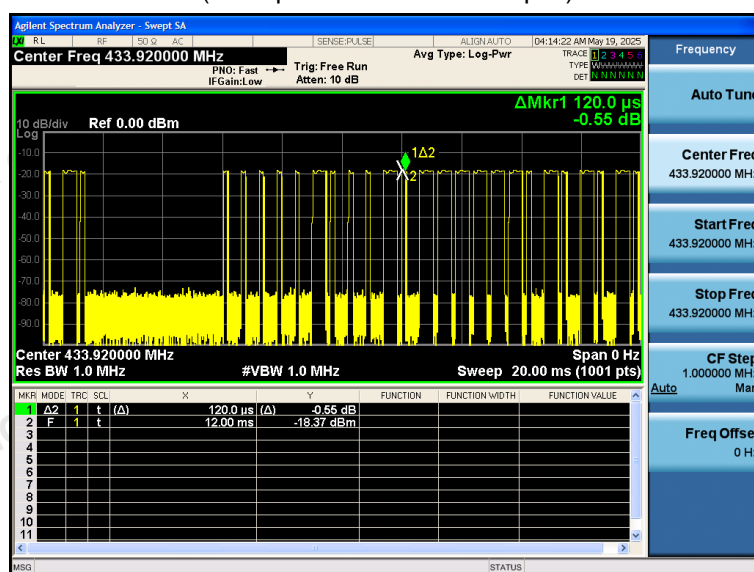 Agilent Spectrum Analyzer - Swept SA
RL RF 50 Ω AC SENSE:PULSE ALIGN AUTO 04:14:22 AM May 19, 2025
Center Freq 433.920000 MHz
PNO: Fast
IFGain:Low
Trig: Free Run
Atten: 10 dB
Avg Type: Log-Pwr
TRACE 1 2 3 4 5 6
TYPE
DET N N N N N N
Frequency
ΔMkr1 120.0 µs
-0.55 dB
10 dB/div Ref 0.00 dBm
Log
-10.0
-20.0
-30.0
-40.0
-50.0
-60.0
-70.0
-80.0
-90.0
1Δ2
2
Center 433.920000 MHz
Span 0 Hz
Res BW 1.0 MHz
#VBW 1.0 MHz
Sweep 20.00 ms (1001 pts)
MKR MODE TRC SCL X Y FUNCTION FUNCTION WIDTH FUNCTION VALUE
1 Δ2 1 t (Δ) 120.0 µs (Δ) -0.55 dB
2 F 1 t 12.00 ms -18.37 dBm
3
4
5
6
7
8
9
10
11
MSG
STATUS
Auto Tune
Center Freq
433.920000 MHz
Start Freq
433.920000 MHz
Stop Freq
433.920000 MHz
CF Step
1.000000 MHz
Auto Man
Freq Offset
0 Hz